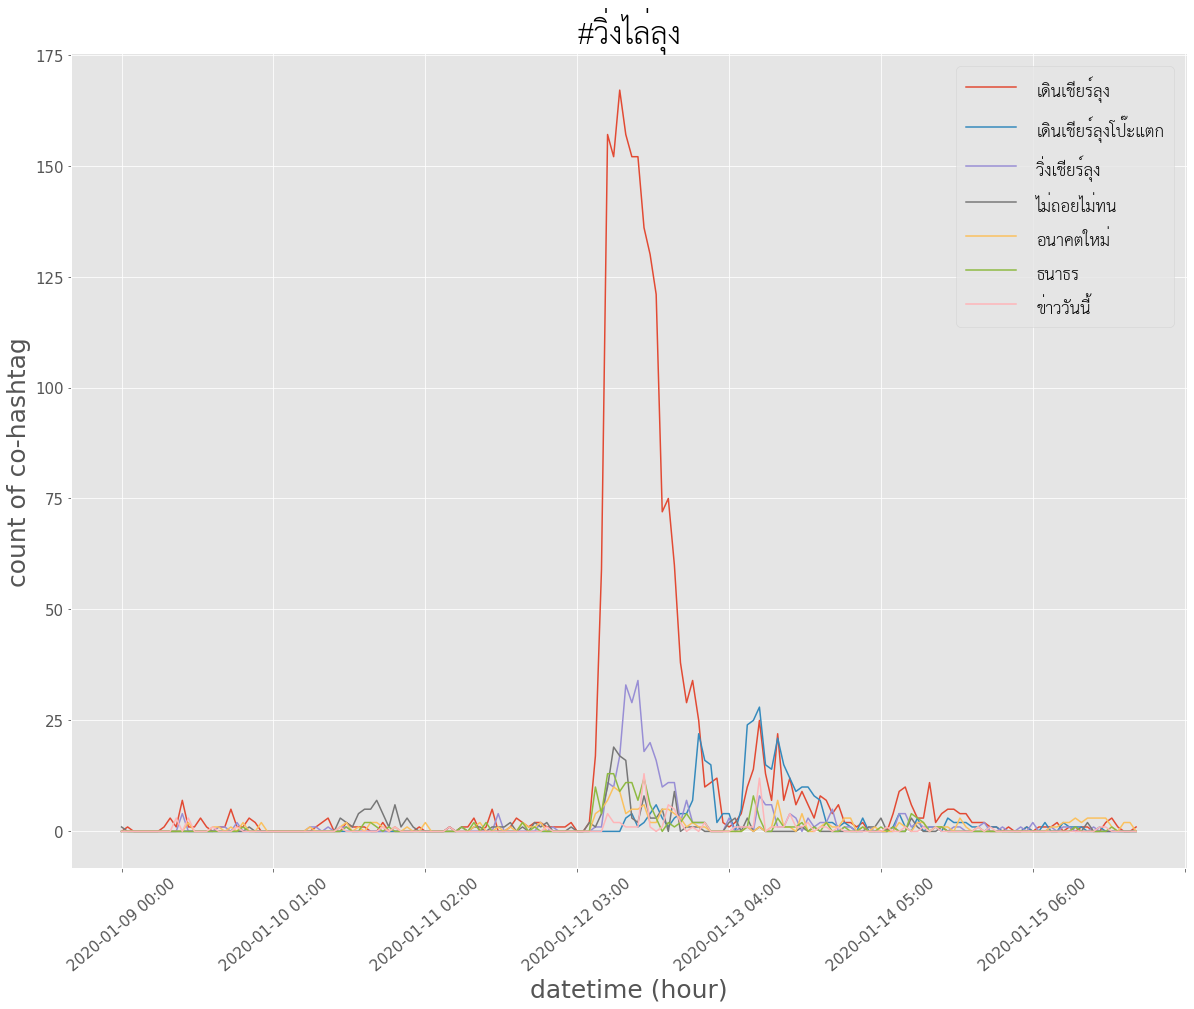 #วิ่งไล่ลุง
175
150
125
100
75
50
25
0
count of co-hashtag
เดินเชียร์ลุง
เดินเชียร์ลุงโป๊ะแตก
วิ่งเชียร์ลุง
ไม่ถอยไม่ทน
อนาคตใหม่
ธนาธร
ข่าววันนี้
2020-01-09 00:00
2020-01-10 01:00
2020-01-11 02:00
2020-01-12 03:00
2020-01-13 04:00
2020-01-14 05:00
2020-01-15 06:00
datetime (hour)